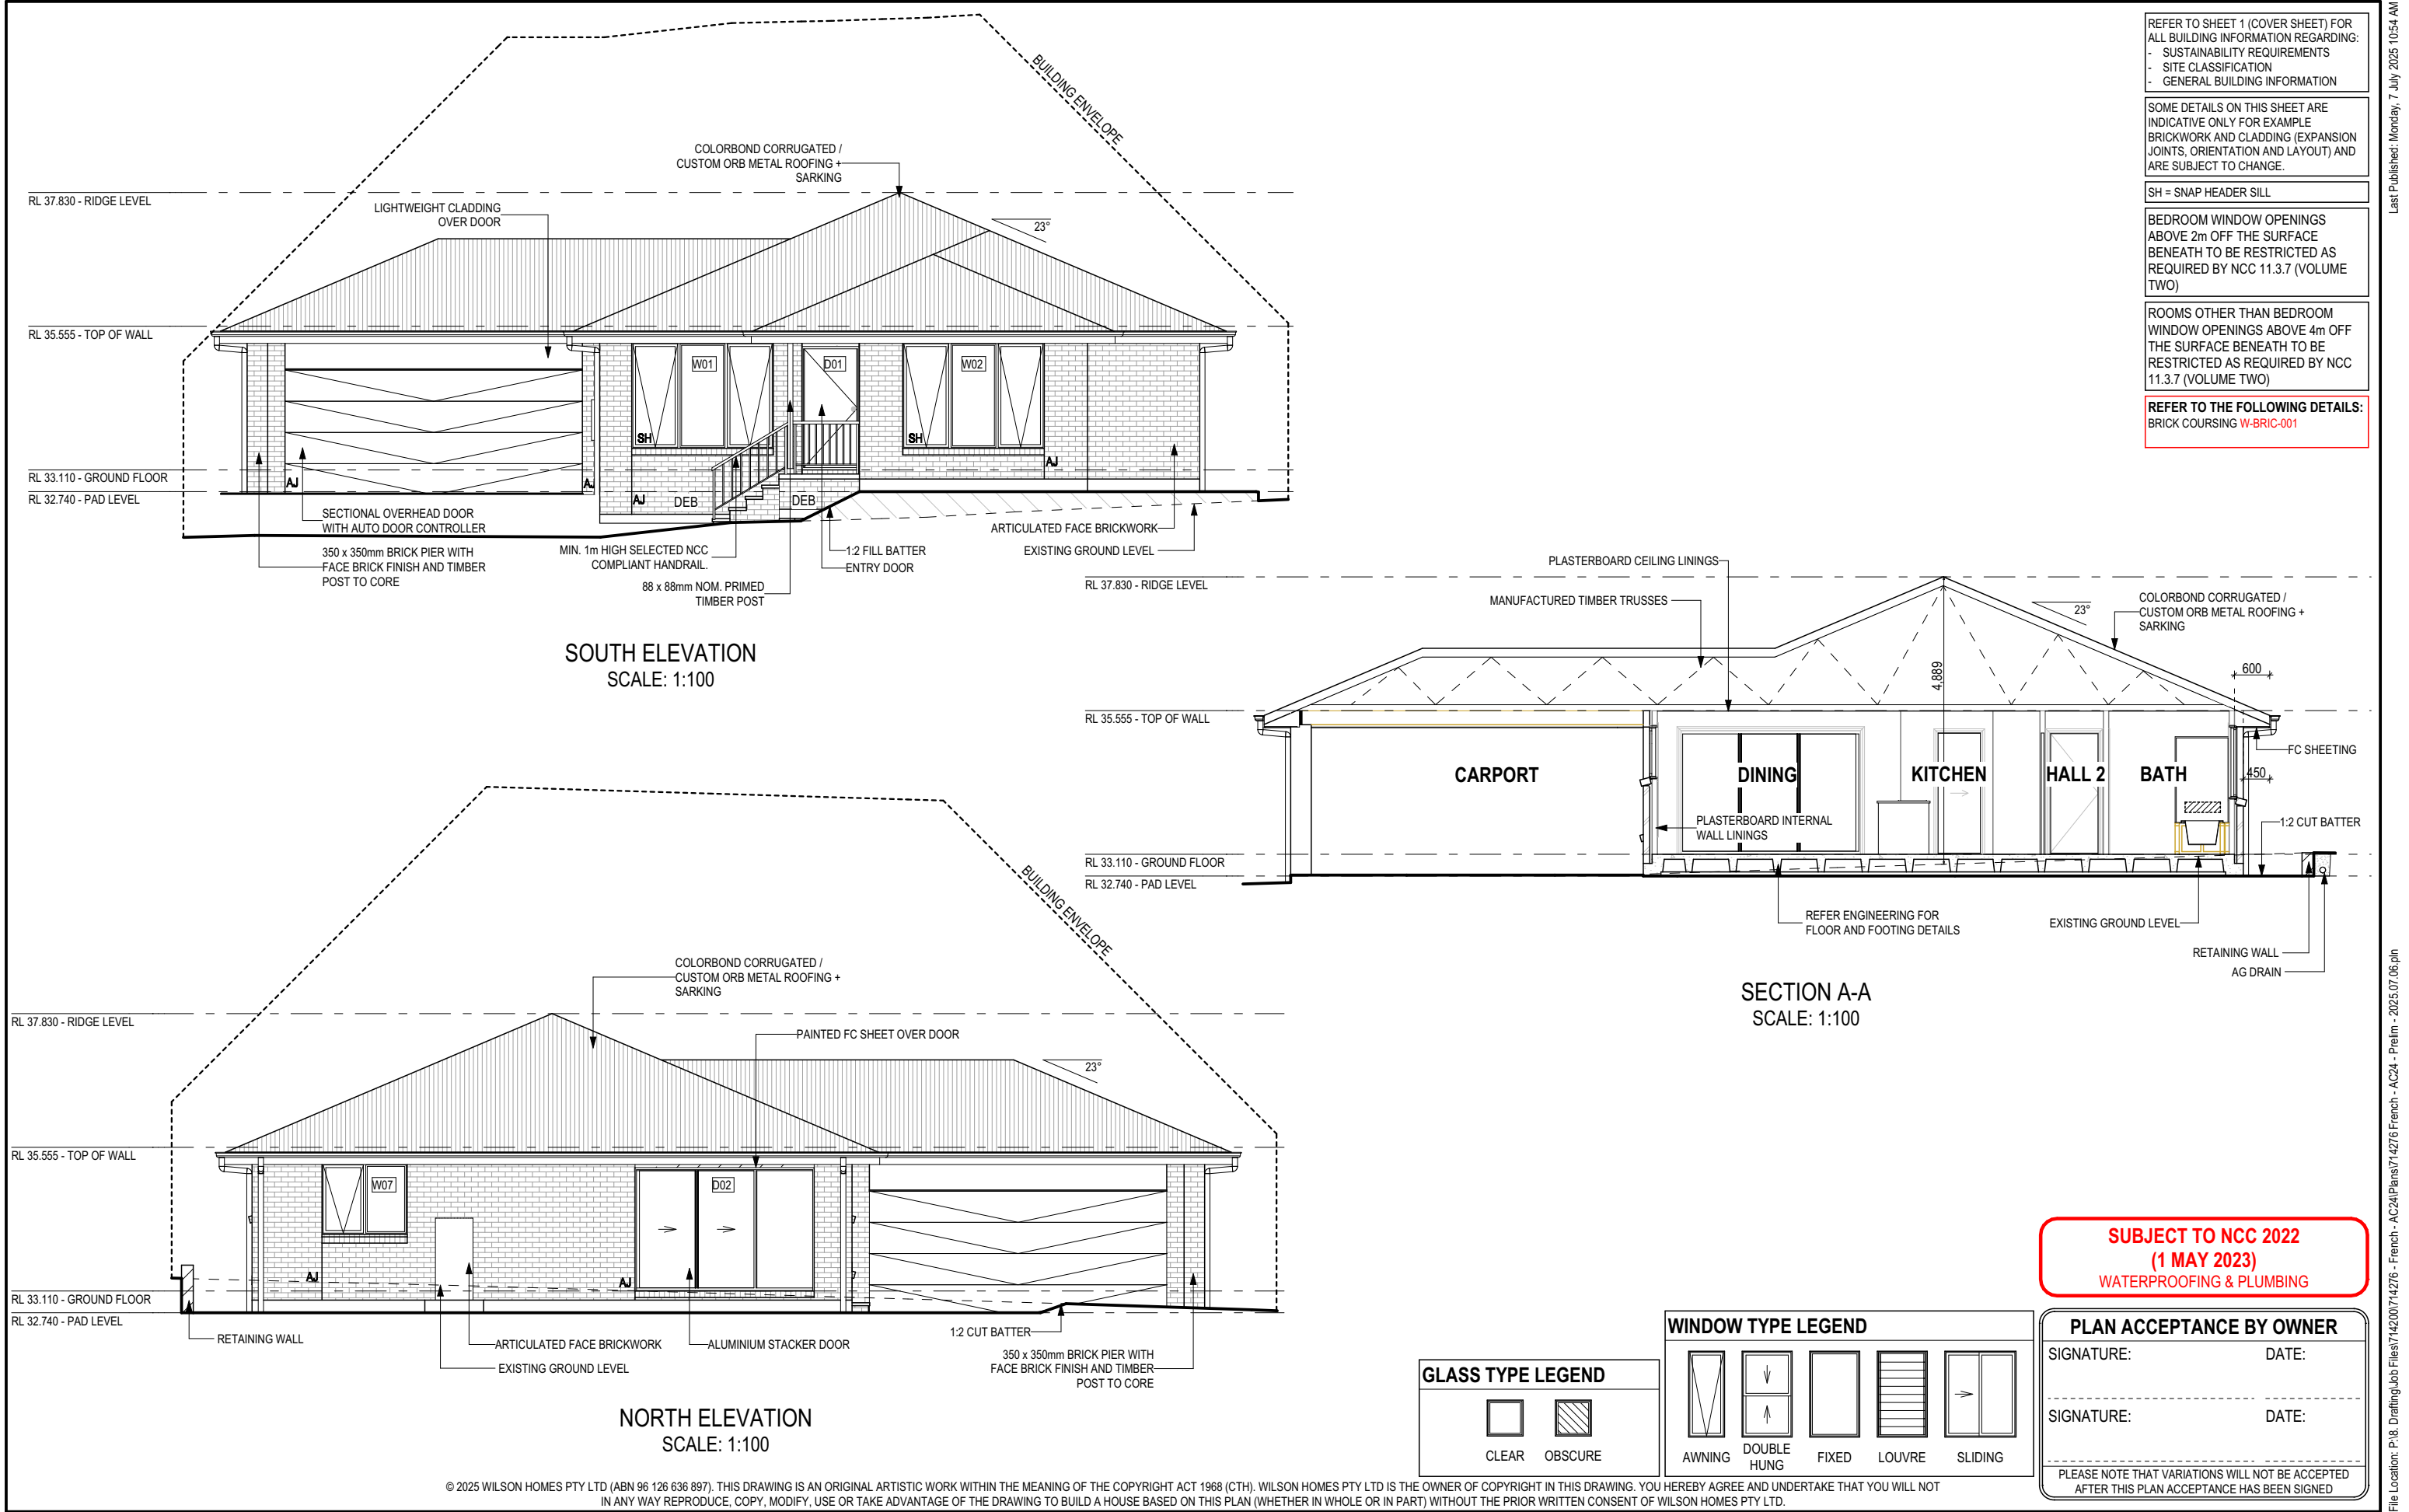 REFER TO SHEET 1 (COVER SHEET) FOR
ALL BUILDING INFORMATION REGARDING:
- SUSTAINABILITY REQUIREMENTS
- SITE CLASSIFICATION
- GENERAL BUILDING INFORMATION
SOME DETAILS ON THIS SHEET ARE
INDICATIVE ONLY FOR EXAMPLE
BRICKWORK AND CLADDING (EXPANSION
JOINTS, ORIENTATION AND LAYOUT) AND
ARE SUBJECT TO CHANGE.
SH = SNAP HEADER SILL
BEDROOM WINDOW OPENINGS
ABOVE 2m OFF THE SURFACE
BENEATH TO BE RESTRICTED AS
REQUIRED BY NCC 11.3.7 (VOLUME
TWO)
ROOMS OTHER THAN BEDROOM
WINDOW OPENINGS ABOVE 4m OFF
THE SURFACE BENEATH TO BE
RESTRICTED AS REQUIRED BY NCC
11.3.7 (VOLUME TWO)
REFER TO THE FOLLOWING DETAILS:
BRICK COURSING W-BRIC-001
Last Published: Monday, 7 July 2025 10:54 AM
File Location: P:\8. Drafting\Job Files\714200\714276 - French - AC24\Plans\714276 French - AC24 - Prelim - 2025.07.06.pln
BUILDING ENVELOPE
COLORBOND CORRUGATED /
CUSTOM ORB METAL ROOFING +
SARKING
RL 37.830 - RIDGE LEVEL
LIGHTWEIGHT CLADDING
OVER DOOR
23°
RL 35.555 - TOP OF WALL
W01
D01
W02
SH
SH
RL 33.110 - GROUND FLOOR
RL 32.740 - PAD LEVEL
AJ
AJ
AJ
DEB
DEB
AJ
SECTIONAL OVERHEAD DOOR
WITH AUTO DOOR CONTROLLER
350 x 350mm BRICK PIER WITH
FACE BRICK FINISH AND TIMBER
POST TO CORE
MIN. 1m HIGH SELECTED NCC
COMPLIANT HANDRAIL.
88 x 88mm NOM. PRIMED
TIMBER POST
1:2 FILL BATTER
ENTRY DOOR
ARTICULATED FACE BRICKWORK
EXISTING GROUND LEVEL
SOUTH ELEVATION
SCALE: 1:100
RL 37.830 - RIDGE LEVEL
PLASTERBOARD CEILING LININGS
MANUFACTURED TIMBER TRUSSES
23°
COLORBOND CORRUGATED /
CUSTOM ORB METAL ROOFING +
SARKING
4,889
600
RL 35.555 - TOP OF WALL
FC SHEETING
CARPORT
DINING
KITCHEN
HALL 2
BATH
450
PLASTERBOARD INTERNAL
WALL LININGS
1:2 CUT BATTER
RL 33.110 - GROUND FLOOR
RL 32.740 - PAD LEVEL
REFER ENGINEERING FOR
FLOOR AND FOOTING DETAILS
EXISTING GROUND LEVEL
RETAINING WALL
AG DRAIN
SECTION A-A
SCALE: 1:100
BUILDING ENVELOPE
COLORBOND CORRUGATED /
CUSTOM ORB METAL ROOFING +
SARKING
RL 37.830 - RIDGE LEVEL
PAINTED FC SHEET OVER DOOR
23°
RL 35.555 - TOP OF WALL
W07
D02
AJ
AJ
RL 33.110 - GROUND FLOOR
RL 32.740 - PAD LEVEL
RETAINING WALL
ARTICULATED FACE BRICKWORK
EXISTING GROUND LEVEL
ALUMINIUM STACKER DOOR
1:2 CUT BATTER
350 x 350mm BRICK PIER WITH
FACE BRICK FINISH AND TIMBER
POST TO CORE
NORTH ELEVATION
SCALE: 1:100
GLASS TYPE LEGEND
CLEAR
OBSCURE
WINDOW TYPE LEGEND
AWNING
DOUBLE
HUNG
FIXED
LOUVRE
SLIDING
SUBJECT TO NCC 2022
(1 MAY 2023)
WATERPROOFING & PLUMBING
PLAN ACCEPTANCE BY OWNER
SIGNATURE: DATE:
SIGNATURE: DATE:
PLEASE NOTE THAT VARIATIONS WILL NOT BE ACCEPTED
AFTER THIS PLAN ACCEPTANCE HAS BEEN SIGNED
© 2025 WILSON HOMES PTY LTD (ABN 96 126 636 897). THIS DRAWING IS AN ORIGINAL ARTISTIC WORK WITHIN THE MEANING OF THE COPYRIGHT ACT 1968 (CTH). WILSON HOMES PTY LTD IS THE OWNER OF COPYRIGHT IN THIS DRAWING. YOU HEREBY AGREE AND UNDERTAKE THAT YOU WILL NOT
IN ANY WAY REPRODUCE, COPY, MODIFY, USE OR TAKE ADVANTAGE OF THE DRAWING TO BUILD A HOUSE BASED ON THIS PLAN (WHETHER IN WHOLE OR IN PART) WITHOUT THE PRIOR WRITTEN CONSENT OF WILSON HOMES PTY LTD.